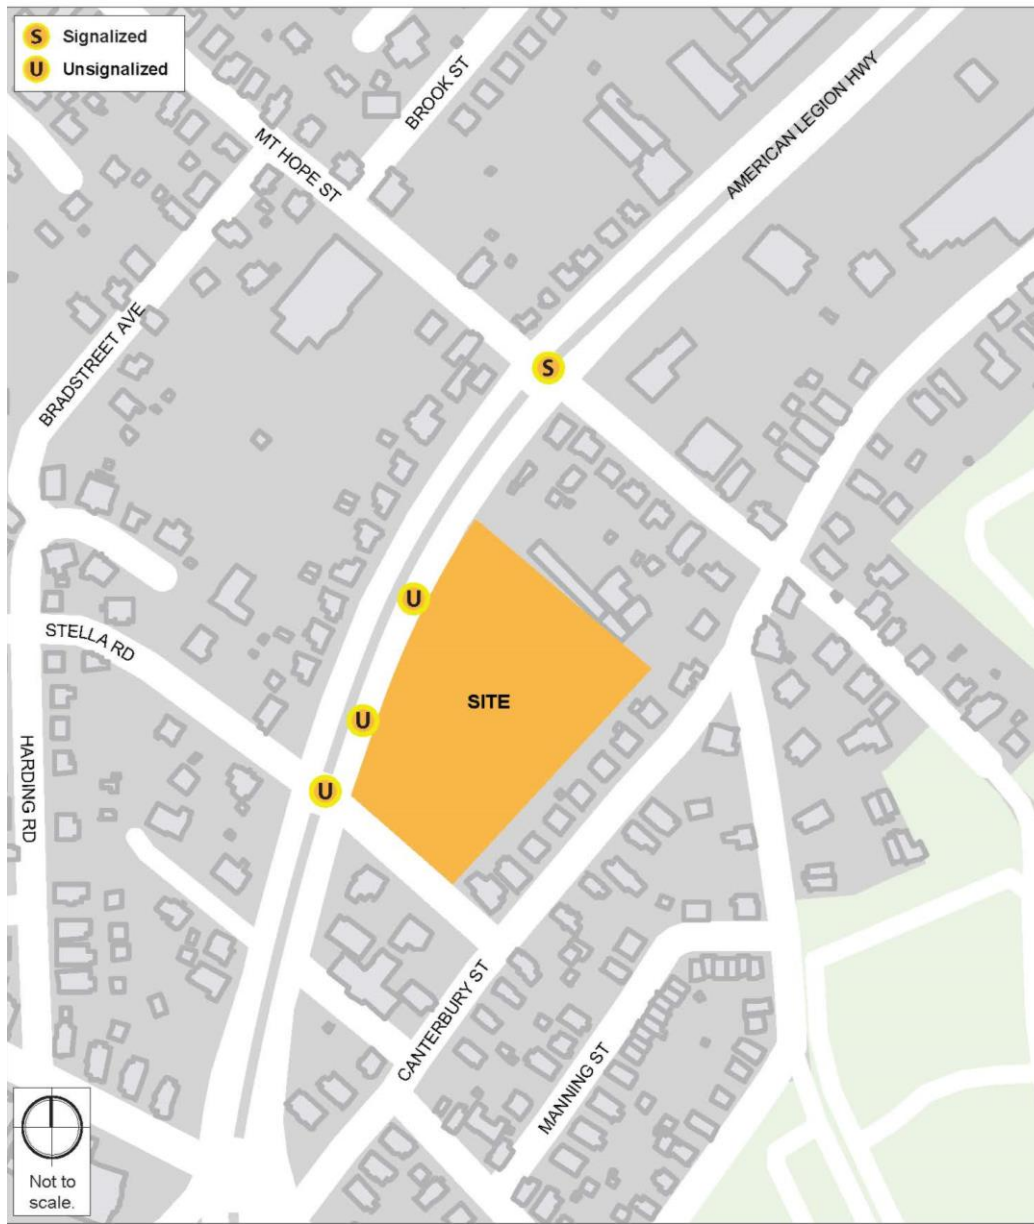 S Signalized
U Unsignalized
BROOK ST
MT HOPE ST
AMERICAN LEGION HWY
BRADSTREET AVE
S
U
STELLA RD
SITE
U
HARDING RD
U
CANTERBURY ST
MANNING ST
Not to
scale.